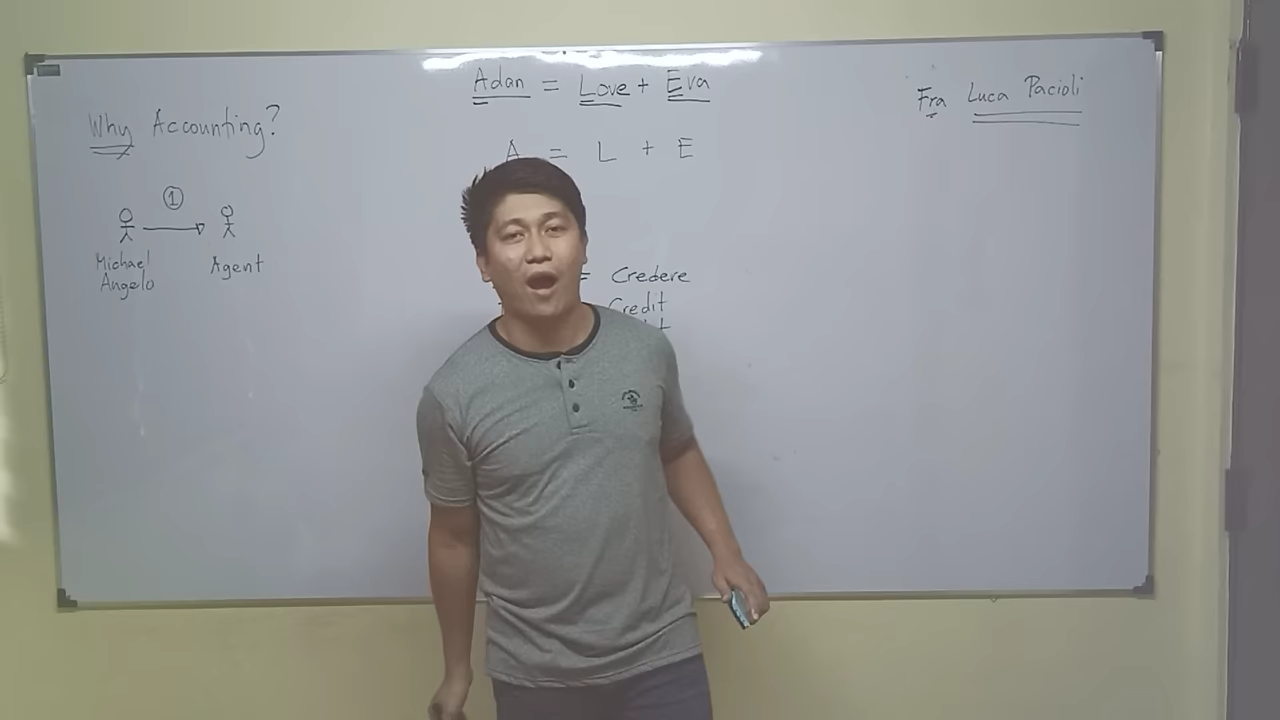 Adan = Love + Eva
Fra Luca Pacioli
Why Accounting?
A = L + E
1
Michael
Angelo
Agent
= Credere
Credit